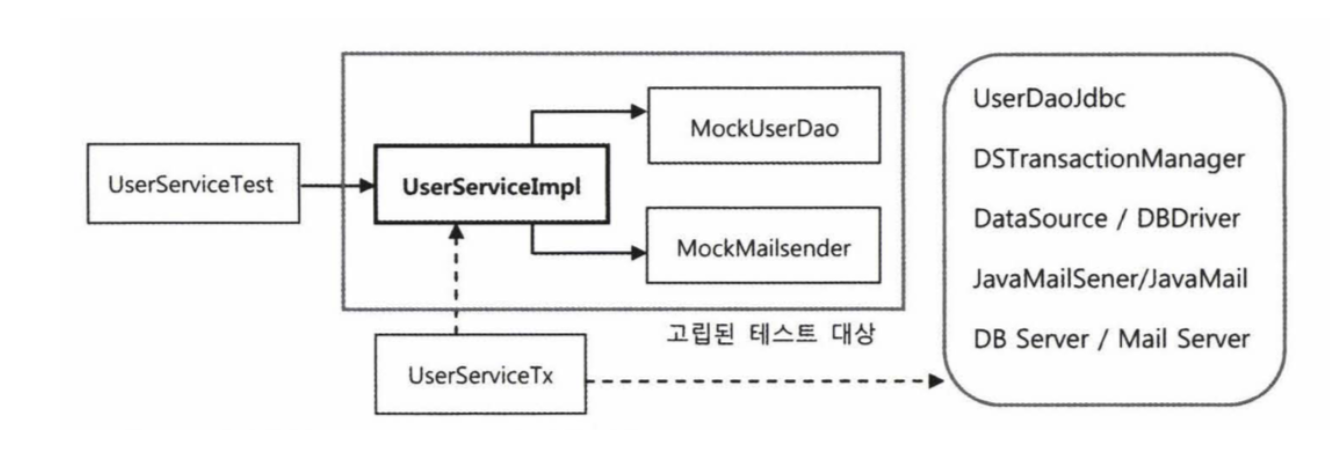 UserServiceTest
UserServiceImpl
MockUserDao
MockMailsender
고립된 테스트 대상
UserServiceTx
UserDaoJdbc
DSTransactionManager
DataSource / DBDriver
JavaMailSener/JavaMail
DB Server / Mail Server